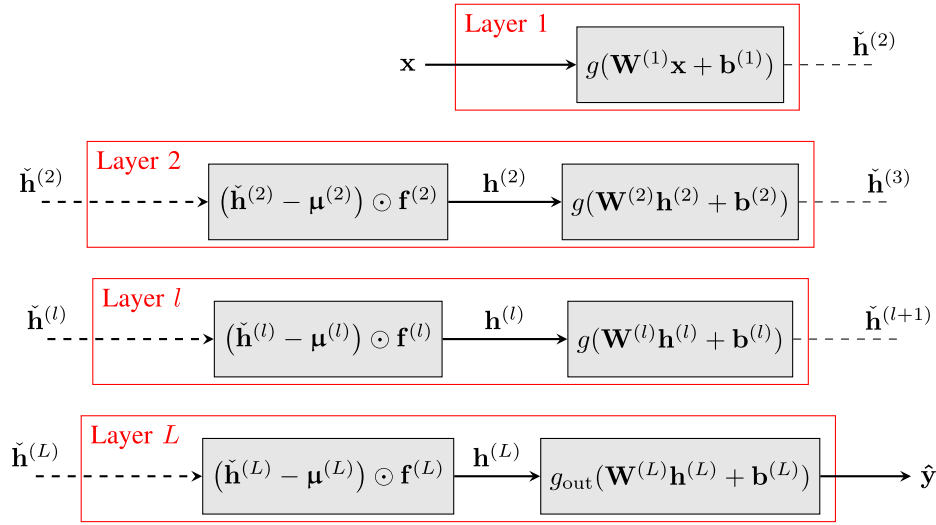 Layer 1
x g(W^(1)x + b^(1)) ȟ^(2)
Layer 2
ȟ^(2) (ȟ^(2) − μ^(2)) ⊙ f^(2) h^(2) g(W^(2)h^(2) + b^(2)) ȟ^(3)
Layer l
ȟ^(l) (ȟ^(l) − μ^(l)) ⊙ f^(l) h^(l) g(W^(l)h^(l) + b^(l)) ȟ^(l+1)
Layer L
ȟ^(L) (ȟ^(L) − μ^(L)) ⊙ f^(L) h^(L) g_out(W^(L)h^(L) + b^(L)) ŷ